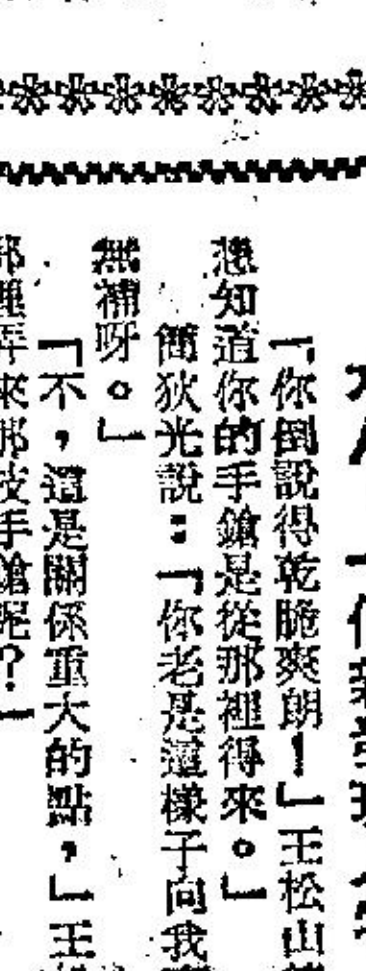 「你倒說得乾脆爽朗！」王松山
想知道你的手鎗是從那裡得來。」
簡狄光說：「你老是這樣子向我
無補呀。」
「不，這是關係重大的點，」王
那裡弄來那枝手鎗呢？」